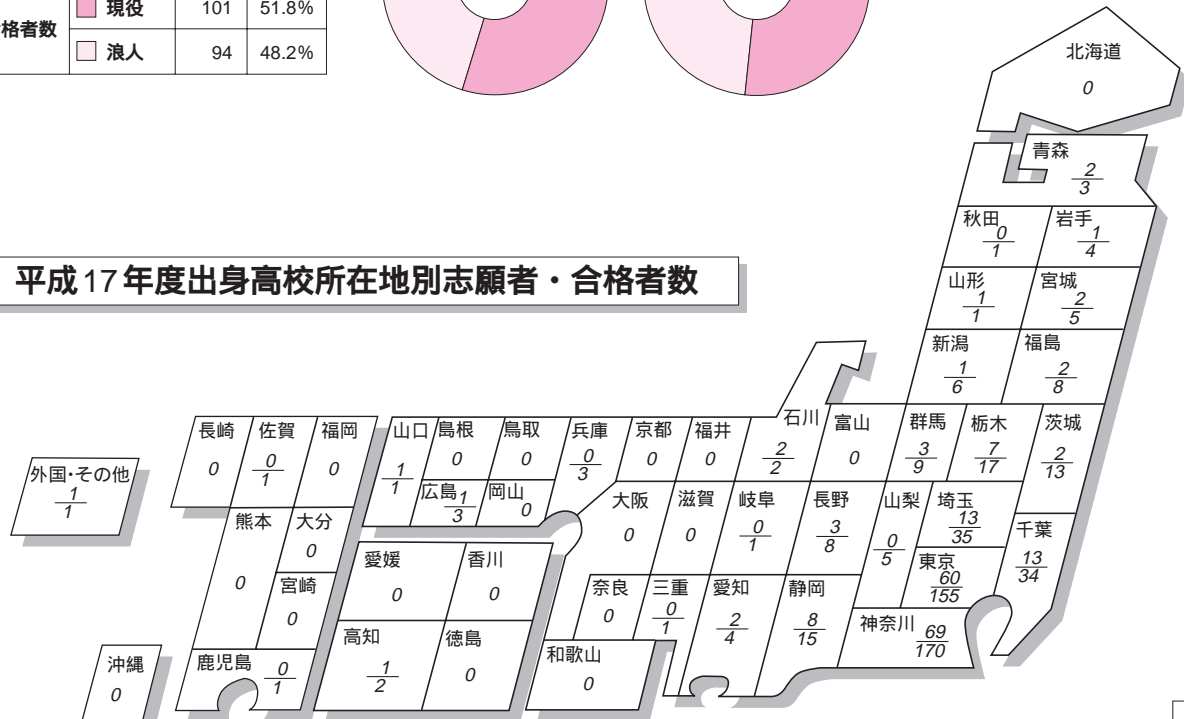 現役 101 51.8%
格者数
浪人 94 48.2%
平成17年度出身高校所在地別志願者・合格者数
北海道
0
青森
2/3
秋田
0/1
岩手
1/4
山形
1/1
宮城
2/5
新潟
1/6
福島
2/8
石川
2/2
富山
0
群馬
3/9
栃木
7/17
茨城
2/13
長崎
0
佐賀
0/1
福岡
0
山口
1/1
島根
0
鳥取
0
兵庫
0/3
京都
0
福井
0
外国・その他
1/1
広島
1/3
岡山
0
大阪
0
滋賀
0
岐阜
0/1
長野
3/8
山梨
0/5
埼玉
13/35
千葉
13/34
東京
60/155
熊本
0
大分
0
宮崎
0
愛媛
0
香川
0
奈良
0
三重
0/1
愛知
2/4
静岡
8/15
神奈川
69/170
高知
1/2
徳島
0
和歌山
0
沖縄
0
鹿児島
0/1